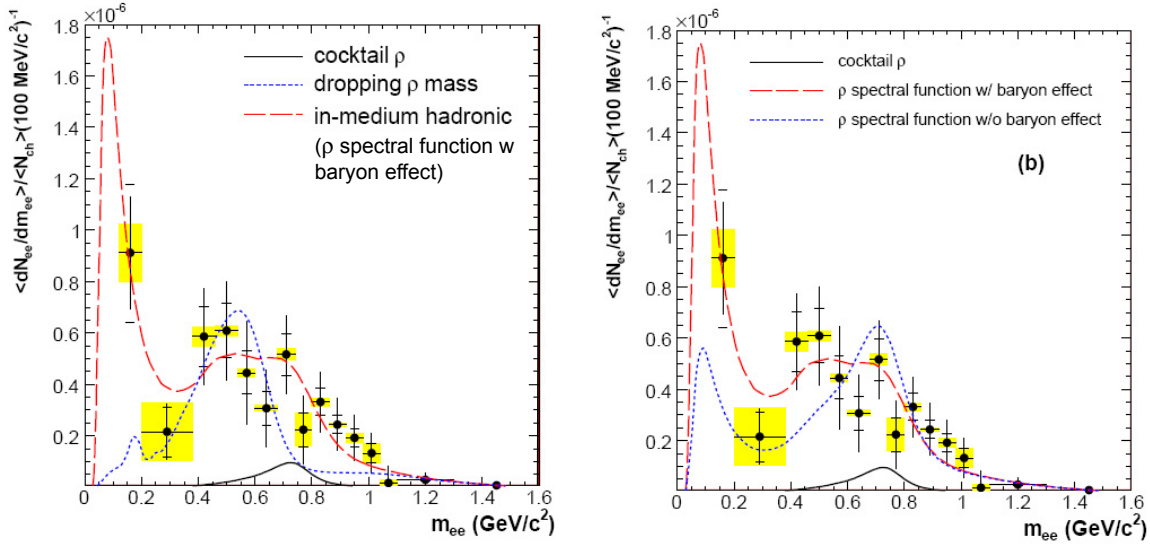 ×10⁻⁶
<dN_ee/dm_ee>/<N_ch>(100 MeV/c²)⁻¹
1.8
1.6
1.4
1.2
1
0.8
0.6
0.4
0.2
cocktail ρ
dropping ρ mass
in-medium hadronic
(ρ spectral function w
baryon effect)
0 0.2 0.4 0.6 0.8 1 1.2 1.4 1.6
m_ee (GeV/c²)
×10⁻⁶
<dN_ee/dm_ee>/<N_ch>(100 MeV/c²)⁻¹
1.8
1.6
1.4
1.2
1
0.8
0.6
0.4
0.2
cocktail ρ
ρ spectral function w/ baryon effect
ρ spectral function w/o baryon effect
(b)
0 0.2 0.4 0.6 0.8 1 1.2 1.4 1.6
m_ee (GeV/c²)